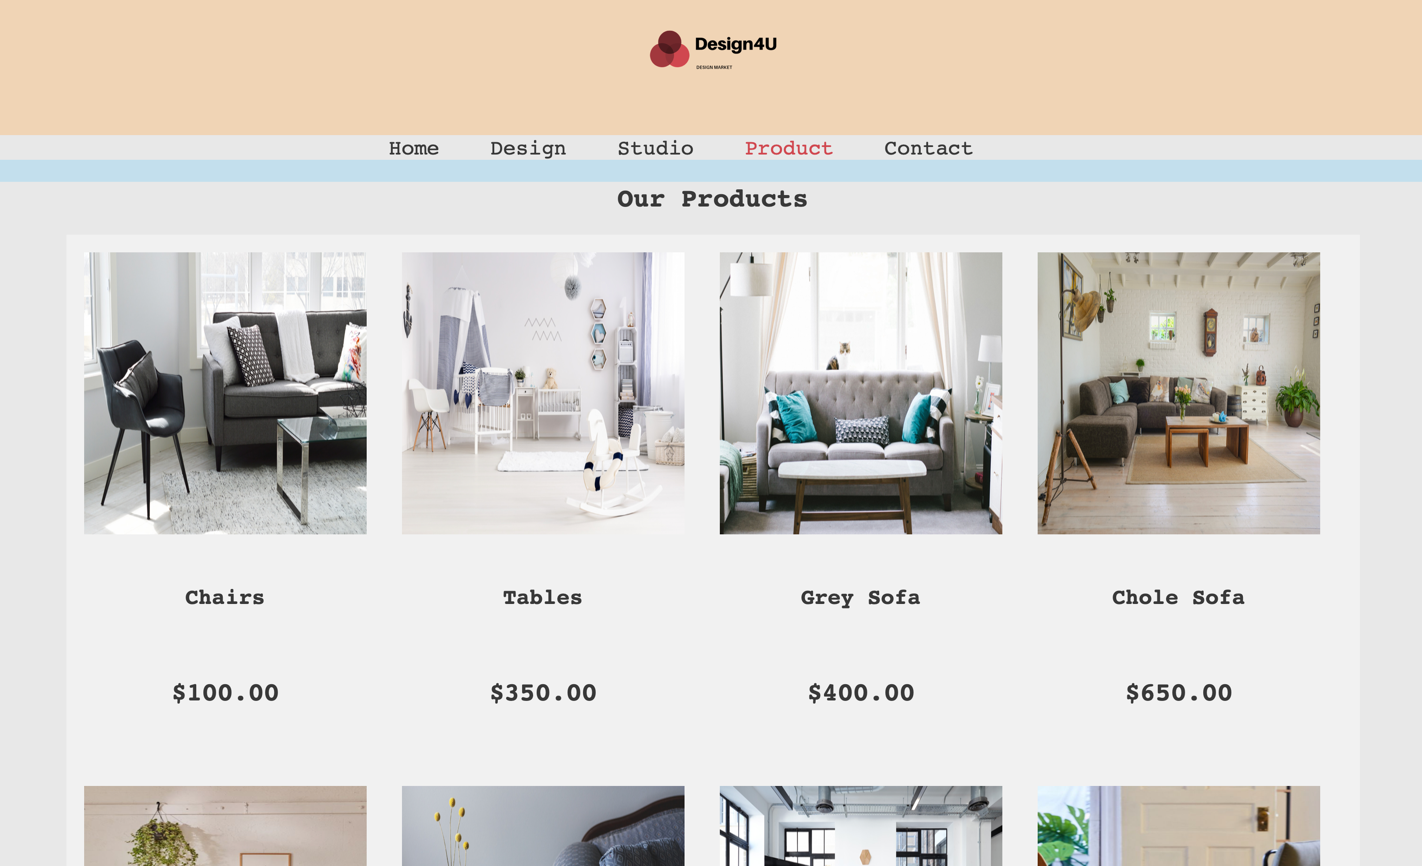 Design4U
DESIGN MARKET
Home Design Studio Product Contact
Our Products
Chairs Tables Grey Sofa Chole Sofa
$100.00 $350.00 $400.00 $650.00